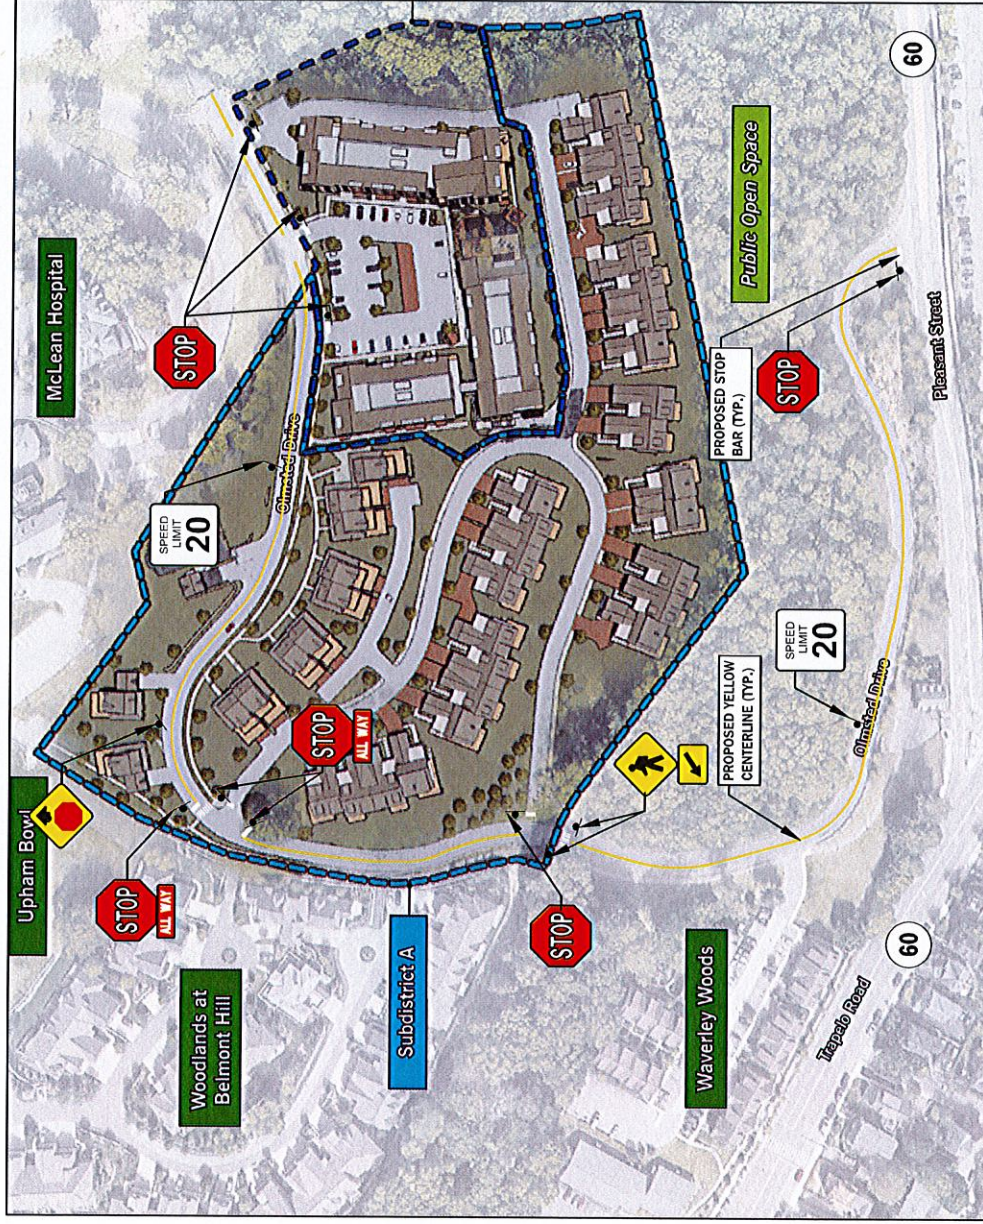 McLean Hospital
STOP
SPEED
LIMIT
20
Olmsted Drive
Upham Bowl
STOP
ALL WAY
STOP
ALL WAY
Woodlands at
Belmont Hill
Subdistrict A
STOP
Public Open Space
60
PROPOSED STOP
BAR (TYP.)
STOP
Pleasant Street
SPEED
LIMIT
20
Olmsted Drive
PROPOSED YELLOW
CENTERLINE (TYP.)
Waverley Woods
60
Trapelo Road